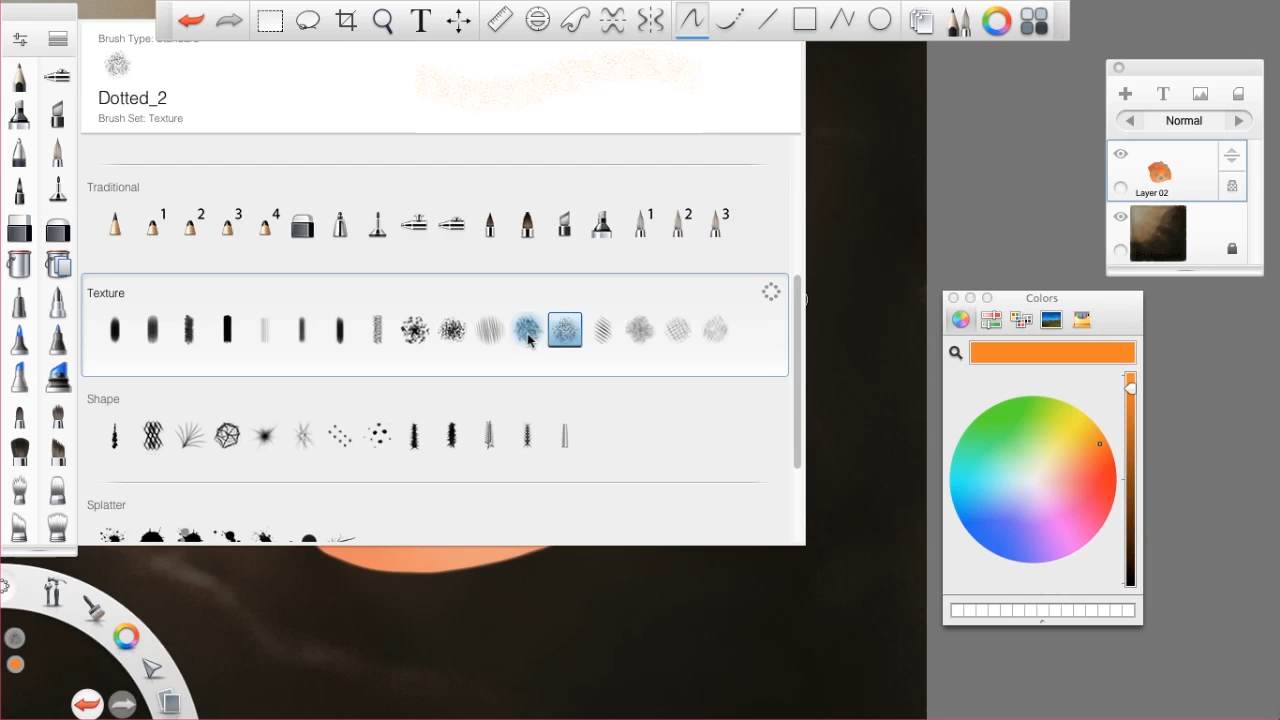 Brush Type: Standard
Dotted_2
Brush Set: Texture
Traditional
1 2 3 4 1 2 3
Texture
Shape
Splatter
Normal
Layer 02
Colors